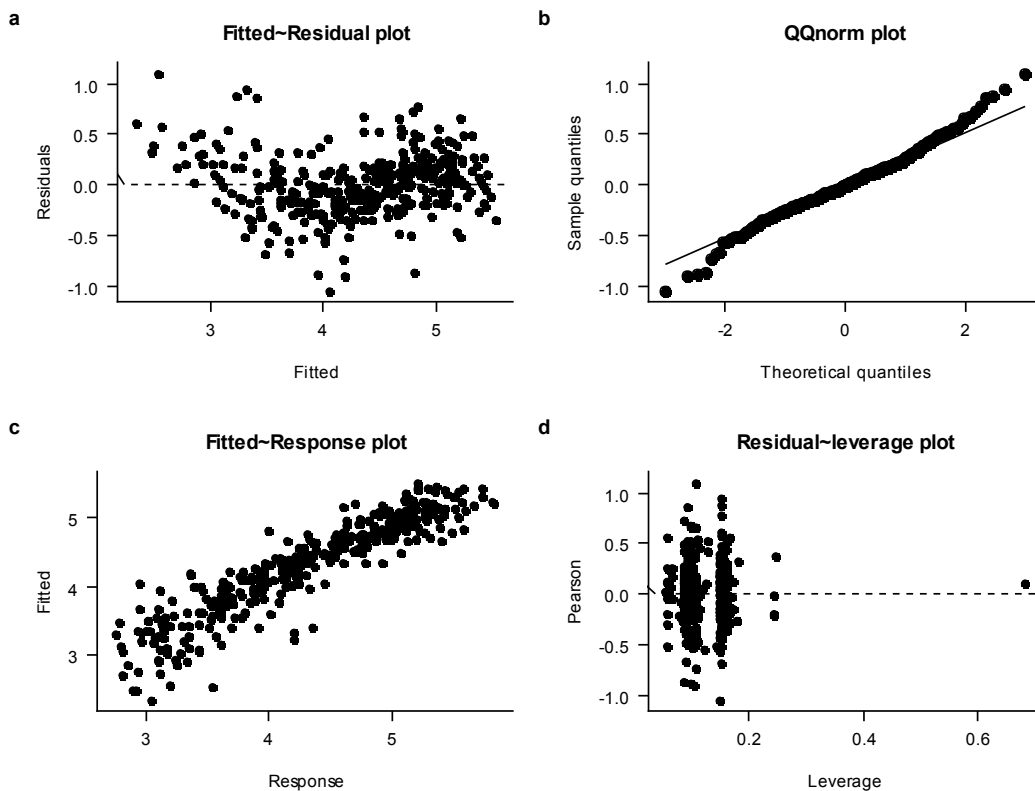 a
Fitted~Residual plot
Residuals
1.0
0.5
0.0
-0.5
-1.0
3 4 5
Fitted
b
QQnorm plot
Sample quantiles
1.0
0.5
0.0
-0.5
-1.0
-2 0 2
Theoretical quantiles
c
Fitted~Response plot
Fitted
5
4
3
3 4 5
Response
d
Residual~leverage plot
Pearson
1.0
0.5
0.0
-0.5
-1.0
0.2 0.4 0.6
Leverage